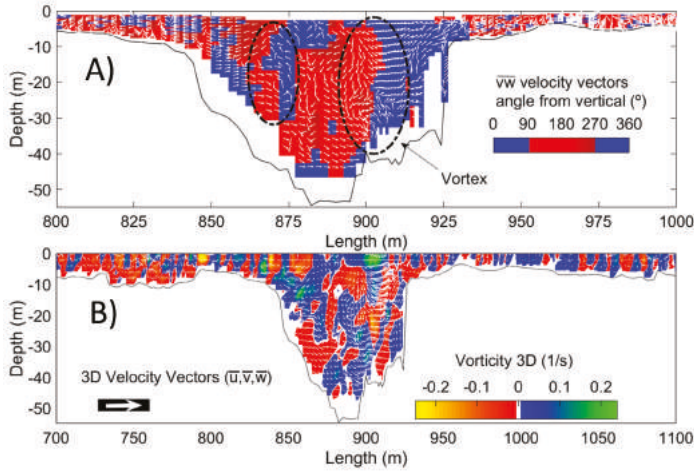 0
-10
-20
-30
-40
-50
Depth (m)
A)
v̅w̅ velocity vectors
angle from vertical (º)
0 90 180 270 360
Vortex
800 825 850 875 900 925 950 975 1000
Length (m)
0
-10
-20
-30
-40
-50
Depth (m)
B)
3D Velocity Vectors (u̅,v̅,w̅)
Vorticity 3D (1/s)
-0.2 -0.1 0 0.1 0.2
700 750 800 850 900 950 1000 1050 1100
Length (m)